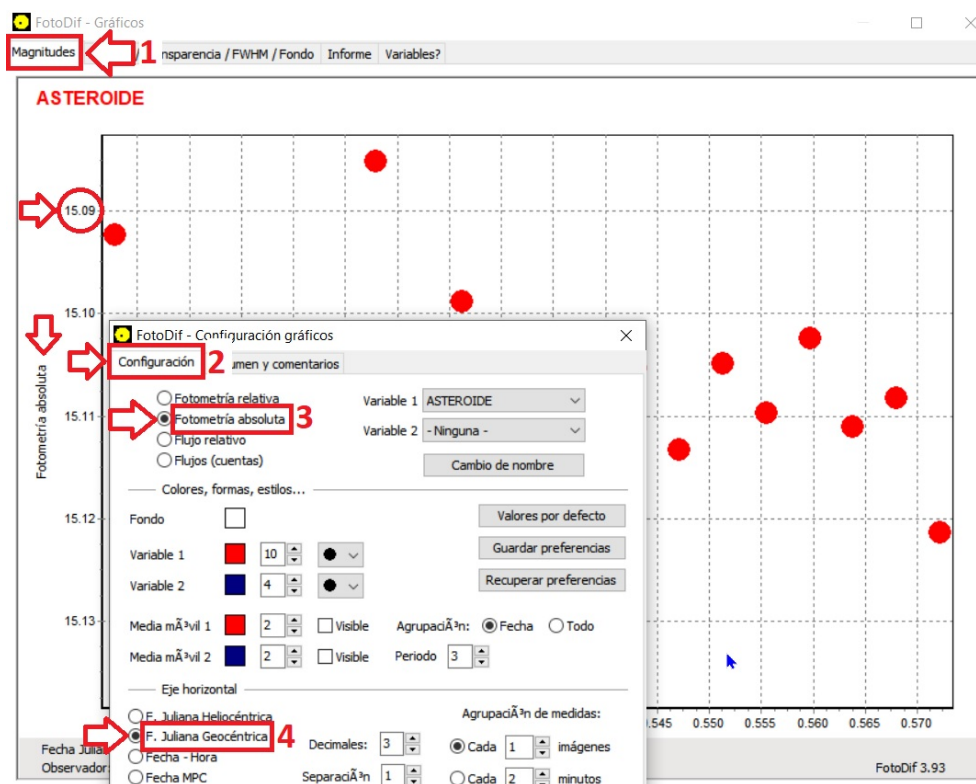 FotoDif - Gráficos
Magnitudes 1 nsparencia / FWHM / Fondo Informe Variables?
ASTEROIDE
15.09
15.10
15.11
15.12
15.13
Fotometría absoluta
FotoDif - Configuración gráficos
Configuración 2 umen y comentarios
Fotometría relativa
Fotometría absoluta 3
Flujo relativo
Flujos (cuentas)
Variable 1 ASTEROIDE
Variable 2 - Ninguna -
Cambio de nombre
Colores, formas, estilos...
Fondo
Valores por defecto
Variable 1 10
Guardar preferencias
Variable 2 4
Recuperar preferencias
Media mÃ³vil 1 2 Visible AgrupaciÃ³n: Fecha Todo
Media mÃ³vil 2 2 Visible Periodo 3
Eje horizontal
F. Juliana Heliocéntrica
F. Juliana Geocéntrica 4
Fecha - Hora
Fecha MPC
Decimales: 3
SeparaciÃ³n 1
AgrupaciÃ³n de medidas:
Cada 1 imágenes
Cada 2 minutos
0.545 0.550 0.555 0.560 0.565 0.570
Fecha Julia
Observador:
FotoDif 3.93